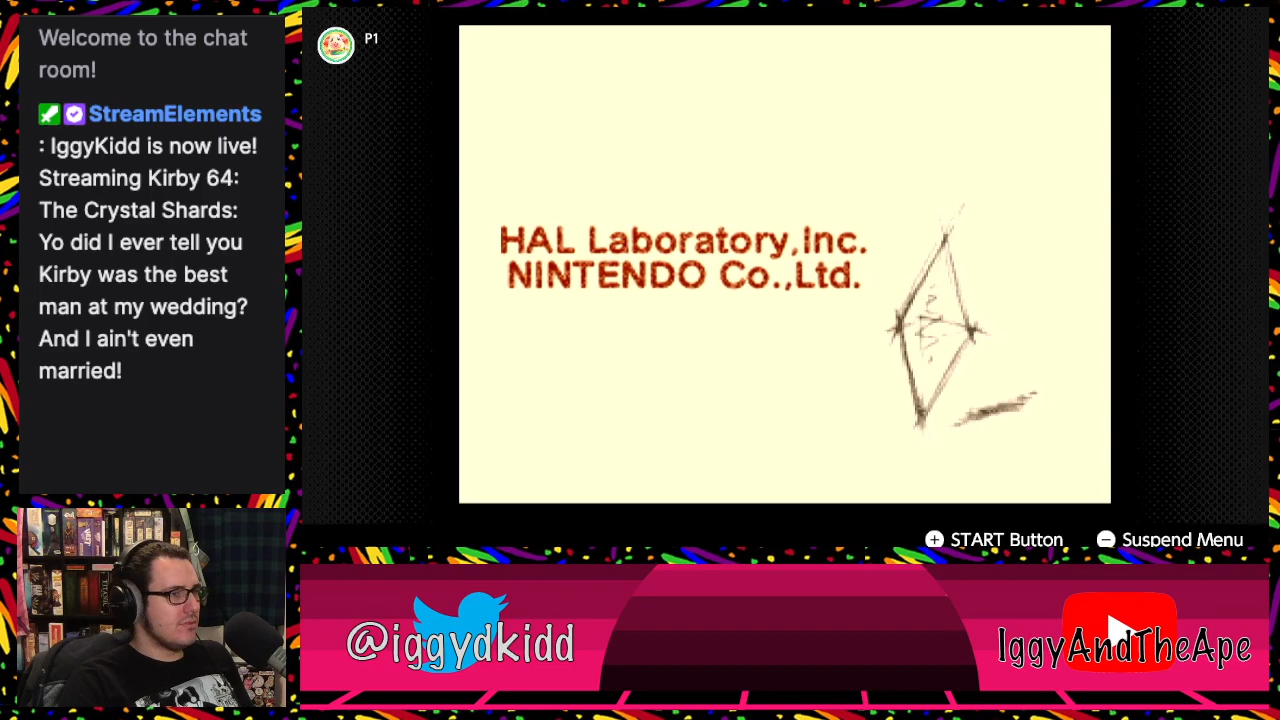 Welcome to the chat
room!
StreamElements
: IggyKidd is now live!
Streaming Kirby 64:
The Crystal Shards:
Yo did I ever tell you
Kirby was the best
man at my wedding?
And I ain't even
married!
P1
HAL Laboratory,Inc.
NINTENDO Co.,Ltd.
START Button
Suspend Menu
@iggydkidd
IggyAndTheApe